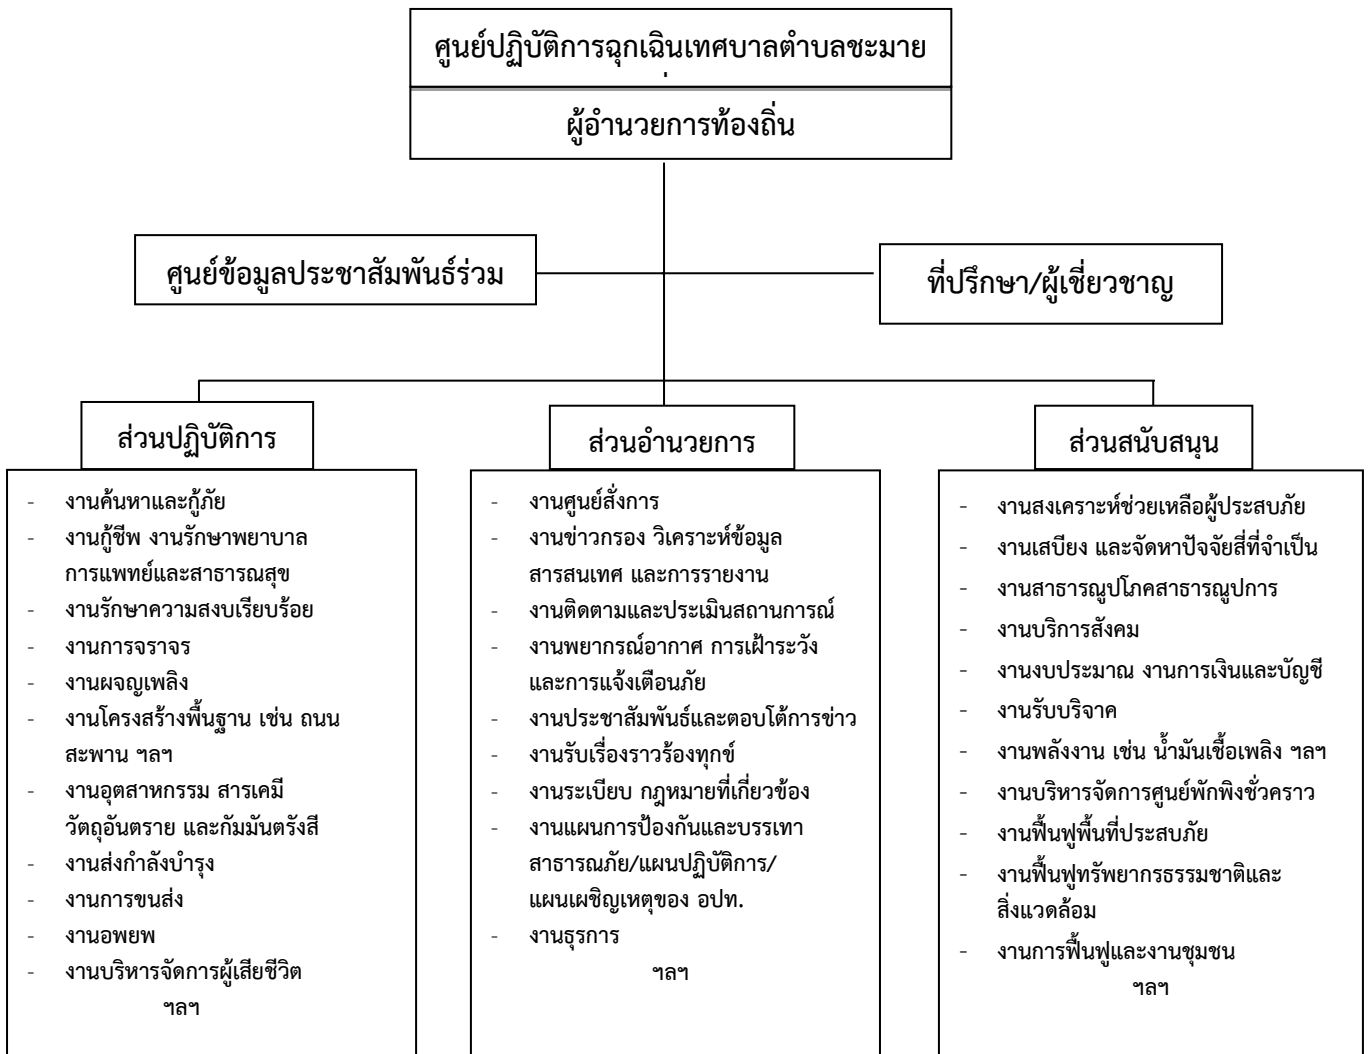 ศูนย์ปฏิบัติการฉุกเฉินเทศบาลตำบลชะมาย
ผู้อำนวยการท้องถิ่น
ศูนย์ข้อมูลประชาสัมพันธ์ร่วม
ที่ปรึกษา/ผู้เชี่ยวชาญ
ส่วนปฏิบัติการ
- งานค้นหาและกู้ภัย
- งานกู้ชีพ งานรักษาพยาบาล
การแพทย์และสาธารณสุข
- งานรักษาความสงบเรียบร้อย
- งานการจราจร
- งานผจญเพลิง
- งานโครงสร้างพื้นฐาน เช่น ถนน
สะพาน ฯลฯ
- งานอุตสาหกรรม สารเคมี
วัตถุอันตราย และกัมมันตรังสี
- งานส่งกำลังบำรุง
- งานการขนส่ง
- งานอพยพ
- งานบริหารจัดการผู้เสียชีวิต
ฯลฯ
ส่วนอำนวยการ
- งานศูนย์สั่งการ
- งานข่าวกรอง วิเคราะห์ข้อมูล
สารสนเทศ และการรายงาน
- งานติดตามและประเมินสถานการณ์
- งานพยากรณ์อากาศ การเฝ้าระวัง
และการแจ้งเตือนภัย
- งานประชาสัมพันธ์และตอบโต้การข่าว
- งานรับเรื่องราวร้องทุกข์
- งานระเบียบ กฎหมายที่เกี่ยวข้อง
- งานแผนการป้องกันและบรรเทา
สาธารณภัย/แผนปฏิบัติการ/
แผนเผชิญเหตุของ อปท.
- งานธุรการ
ฯลฯ
ส่วนสนับสนุน
- งานสงเคราะห์ช่วยเหลือผู้ประสบภัย
- งานเสบียง และจัดหาปัจจัยสี่ที่จำเป็น
- งานสาธารณูปโภคสาธารณูปการ
- งานบริการสังคม
- งานงบประมาณ งานการเงินและบัญชี
- งานรับบริจาค
- งานพลังงาน เช่น น้ำมันเชื้อเพลิง ฯลฯ
- งานบริหารจัดการศูนย์พักพิงชั่วคราว
- งานฟื้นฟูพื้นที่ประสบภัย
- งานฟื้นฟูทรัพยากรธรรมชาติและ
สิ่งแวดล้อม
- งานการฟื้นฟูและงานชุมชน
ฯลฯ